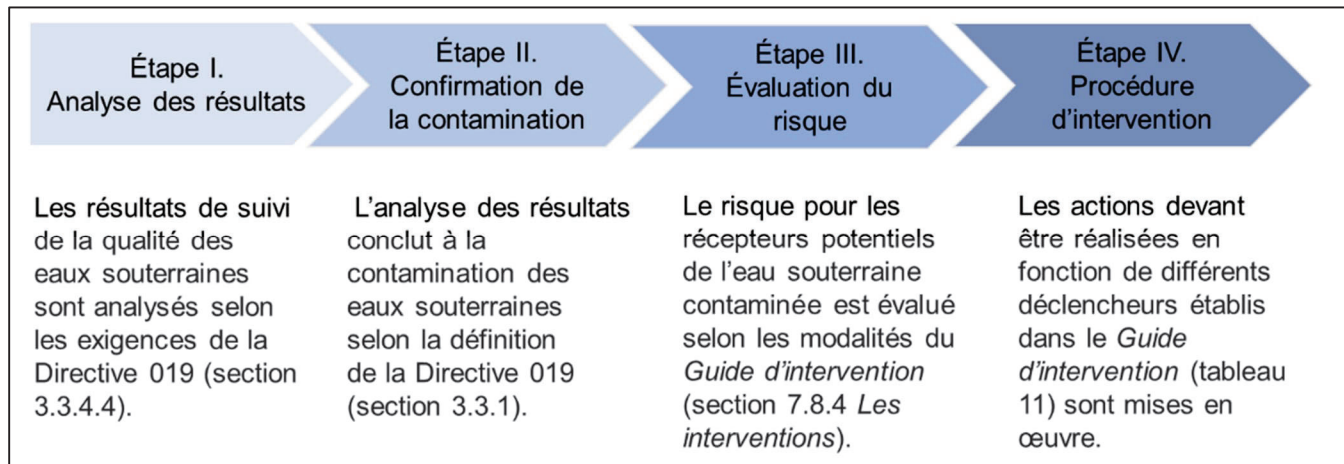 Étape I.
Analyse des résultats
Étape II.
Confirmation de
la contamination
Étape III.
Évaluation du
risque
Étape IV.
Procédure
d'intervention
Les résultats de suivi
de la qualité des
eaux souterraines
sont analysés selon
les exigences de la
Directive 019 (section
3.3.4.4).
L'analyse des résultats
conclut à la
contamination des
eaux souterraines
selon la définition
de la Directive 019
(section 3.3.1).
Le risque pour les
récepteurs potentiels
de l'eau souterraine
contaminée est évalué
selon les modalités du
Guide d'intervention
(section 7.8.4 Les
interventions).
Les actions devant
être réalisées en
fonction de différents
déclencheurs établis
dans le Guide
d'intervention (tableau
11) sont mises en
œuvre.